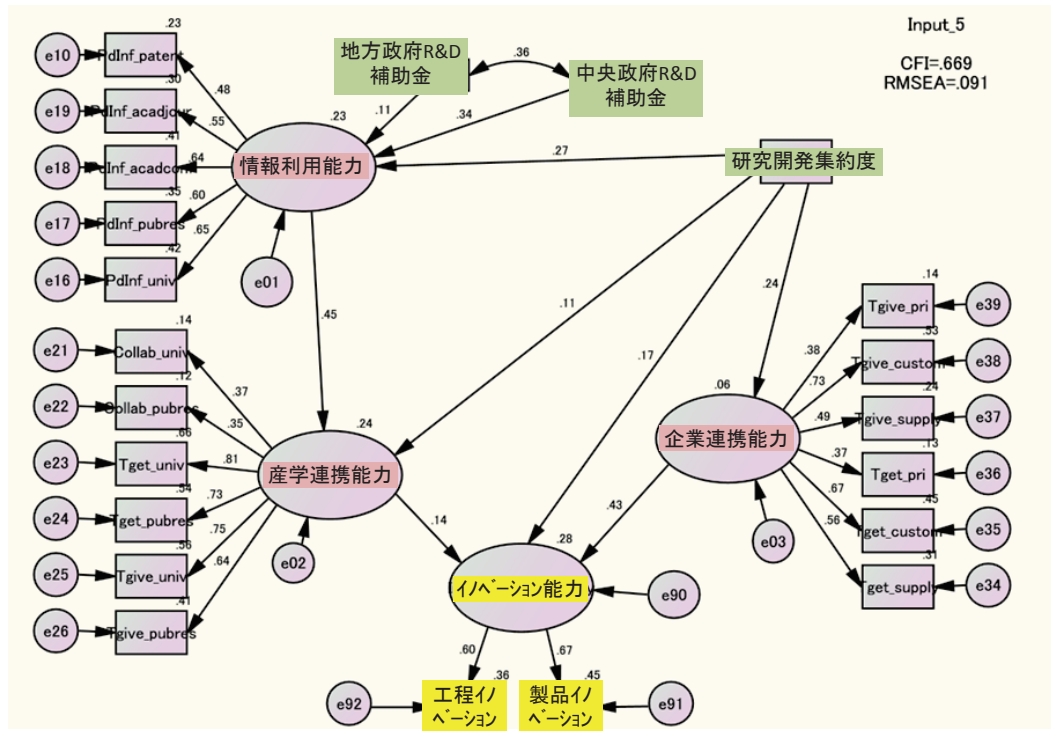 Input_5
CFI=.669
RMSEA=.091
地方政府R&D
補助金
.36
中央政府R&D
補助金
.11
.34
研究開発集約度
.27
.23
情報利用能力
e01
e10
.23
PdInf_patent
.48
e19
.30
PdInf_acadjour
.55
e18
.41
.64
e17
.35
PdInf_pubres
.60
e16
.42
PdInf_univ
.65
.45
.11
.17
.24
e21
.14
Collab_univ
.37
e22
.12
Collab_pubres
.35
e23
.66
Tget_univ
.81
e24
.54
Tget_pubres
.73
e25
.56
Tgive_univ
.75
e26
.41
Tgive_pubres
.64
.24
産学連携能力
e02
.14
.06
企業連携能力
e03
.43
.14
Tgive_pri
e39
.38
.53
Tgive_custom
e38
.73
.24
Tgive_supply
e37
.49
.13
Tget_pri
e36
.37
.45
Tget_custom
e35
.67
.31
Tget_supply
e34
.56
.28
イノベーション能力
e90
.60
.67
.36
.45
e92
工程イノ
ベーション
製品イノ
ベーション
e91